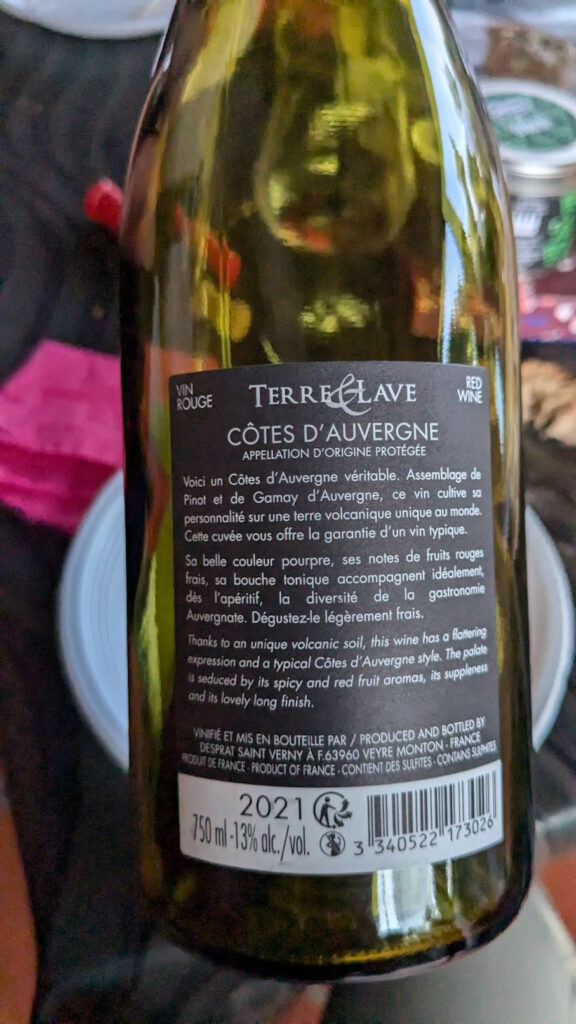 VIN ROUGE
TERRE & LAVE
RED WINE
CÔTES D'AUVERGNE
APPELLATION D'ORIGINE PROTÉGÉE
Voici un Côtes d'Auvergne véritable. Assemblage de
Pinot et de Gamay d'Auvergne, ce vin cultive sa
personnalité sur une terre volcanique unique au monde.
Cette cuvée vous offre la garantie d'un vin typique.
Sa belle couleur pourpre, ses notes de fruits rouges
frais, sa bouche tonique accompagnent idéalement,
dès l'apéritif, la diversité de la gastronomie
Auvergnate. Dégustez-le légèrement frais.
Thanks to an unique volcanic soil, this wine has a flattering
expression and a typical Côtes d'Auvergne style. The palate
is seduced by its spicy and red fruit aromas, its suppleness
and its lovely long finish.
VINIFIÉ ET MIS EN BOUTEILLE PAR / PRODUCED AND BOTTLED BY
DESPRAT SAINT VERNY À F.63960 VEYRE MONTON - FRANCE
PRODUIT DE FRANCE - PRODUCT OF FRANCE - CONTIENT DES SULFITES - CONTAINS SULPHITES
2021
750 ml - 13% alc./vol.
3 340522 173026